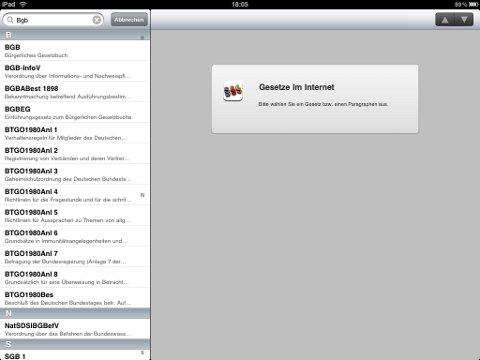 iPad
18:05
89 %
Bgb
Abbrechen
B
BGB
Bürgerliches Gesetzbuch
BGB-InfoV
Verordnung über Informations- und Nachweispfl...
BGBABest 1898
Bekanntmachung betreffend Ausführungsbestim...
BGBEG
Einführungsgesetz zum Bürgerlichen Gesetzbuche
BTGO1980Anl 1
Verhaltensregeln für Mitglieder des Deutschen...
BTGO1980Anl 2
Registrierung von Verbänden und deren Vertret...
BTGO1980Anl 3
Geheimschutzordnung des Deutschen Bundesta...
BTGO1980Anl 4
Richtlinien für die Fragestunde und für die schrif...
BTGO1980Anl 5
Richtlinien für Aussprachen zu Themen von allg...
BTGO1980Anl 6
Grundsätze in Immunitätsangelegenheiten und...
BTGO1980Anl 7
Befragung der Bundesregierung (Anlage 7 der...
BTGO1980Anl 8
Grundsätzlich für eine Überweisung in Betracht...
BTGO1980Bes
Beschluß des Deutschen Bundestages betr. Auf...
N
NatSDSIBGBefV
Verordnung über das Befahren der Bundeswass...
S
SGB 1
B
N
S
Gesetze Im Internet
Bitte wählen Sie ein Gesetz bzw. einen Paragraphen aus.